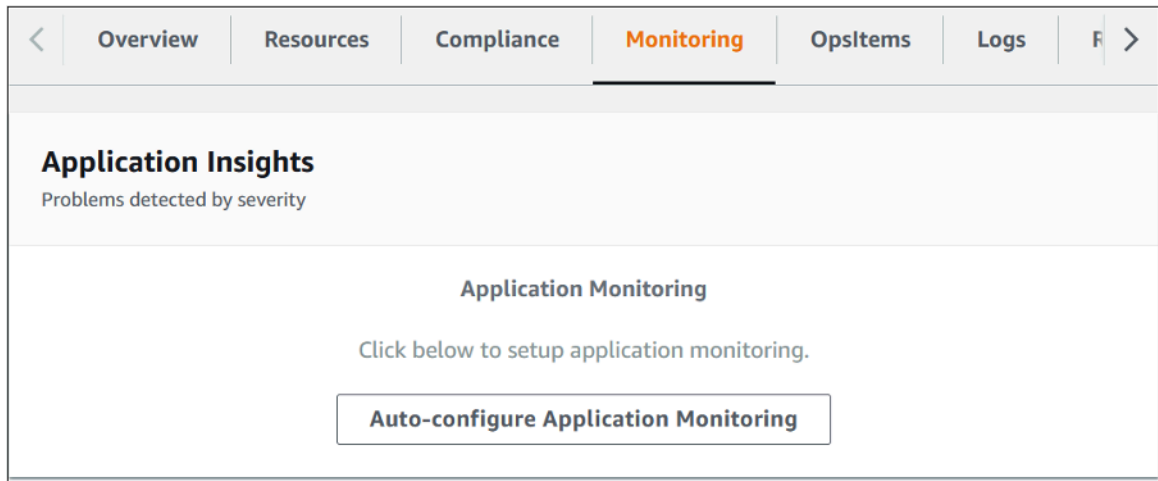 Overview Resources Compliance Monitoring OpsItems Logs
Application Insights
Problems detected by severity
Application Monitoring
Click below to setup application monitoring.
Auto-configure Application Monitoring